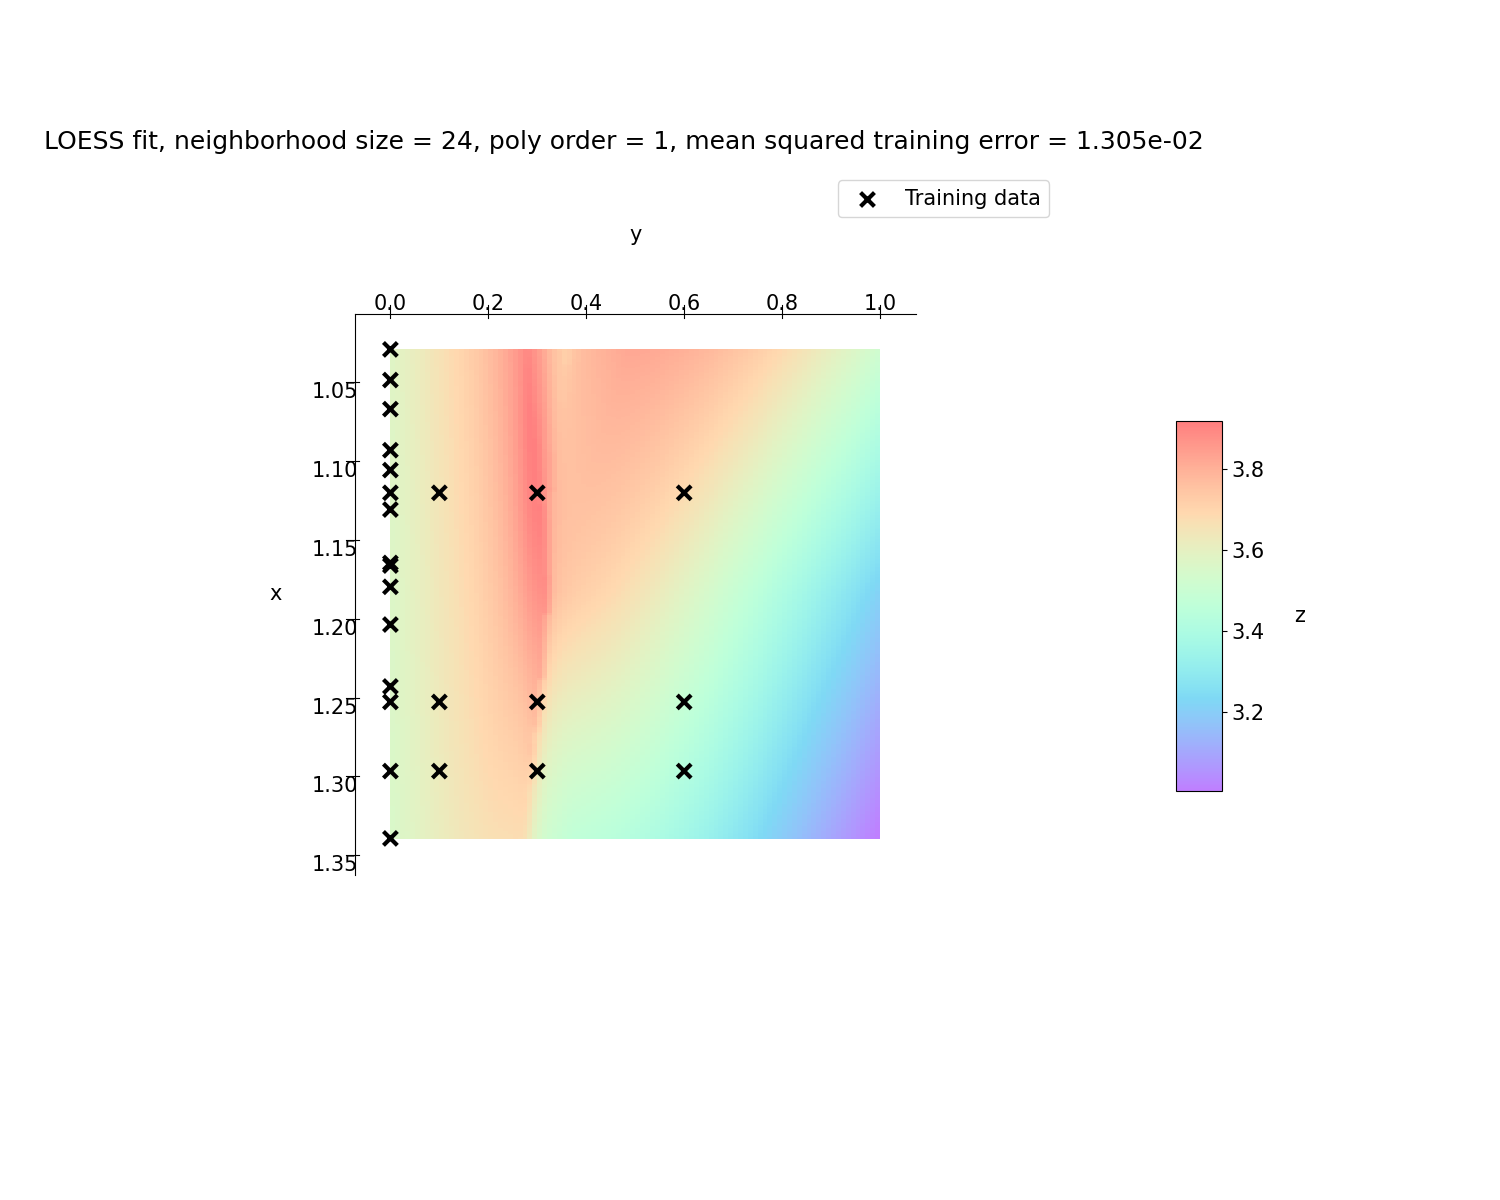 LOESS fit, neighborhood size = 24, poly order = 1, mean squared training error = 1.305e-02
Training data
y
0.0 0.2 0.4 0.6 0.8 1.0
1.05
1.10
1.15
x
1.20
1.25
1.30
1.35
3.8
3.6
3.4
z
3.2